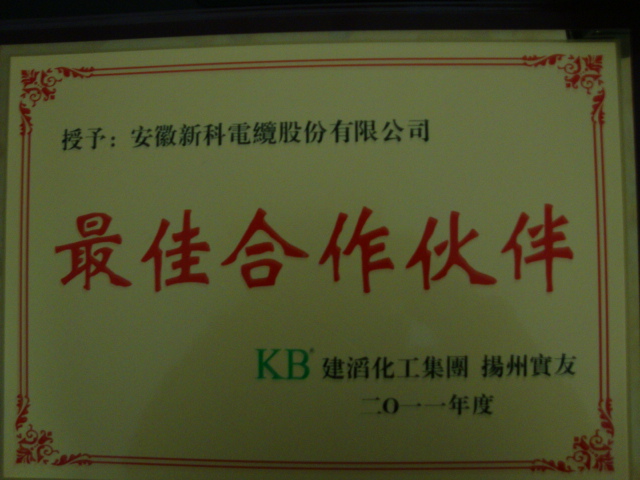 授予：安徽新科電纜股份有限公司
最佳合作伙伴
KB® 建滔化工集團 揚州實友
二O一一年度